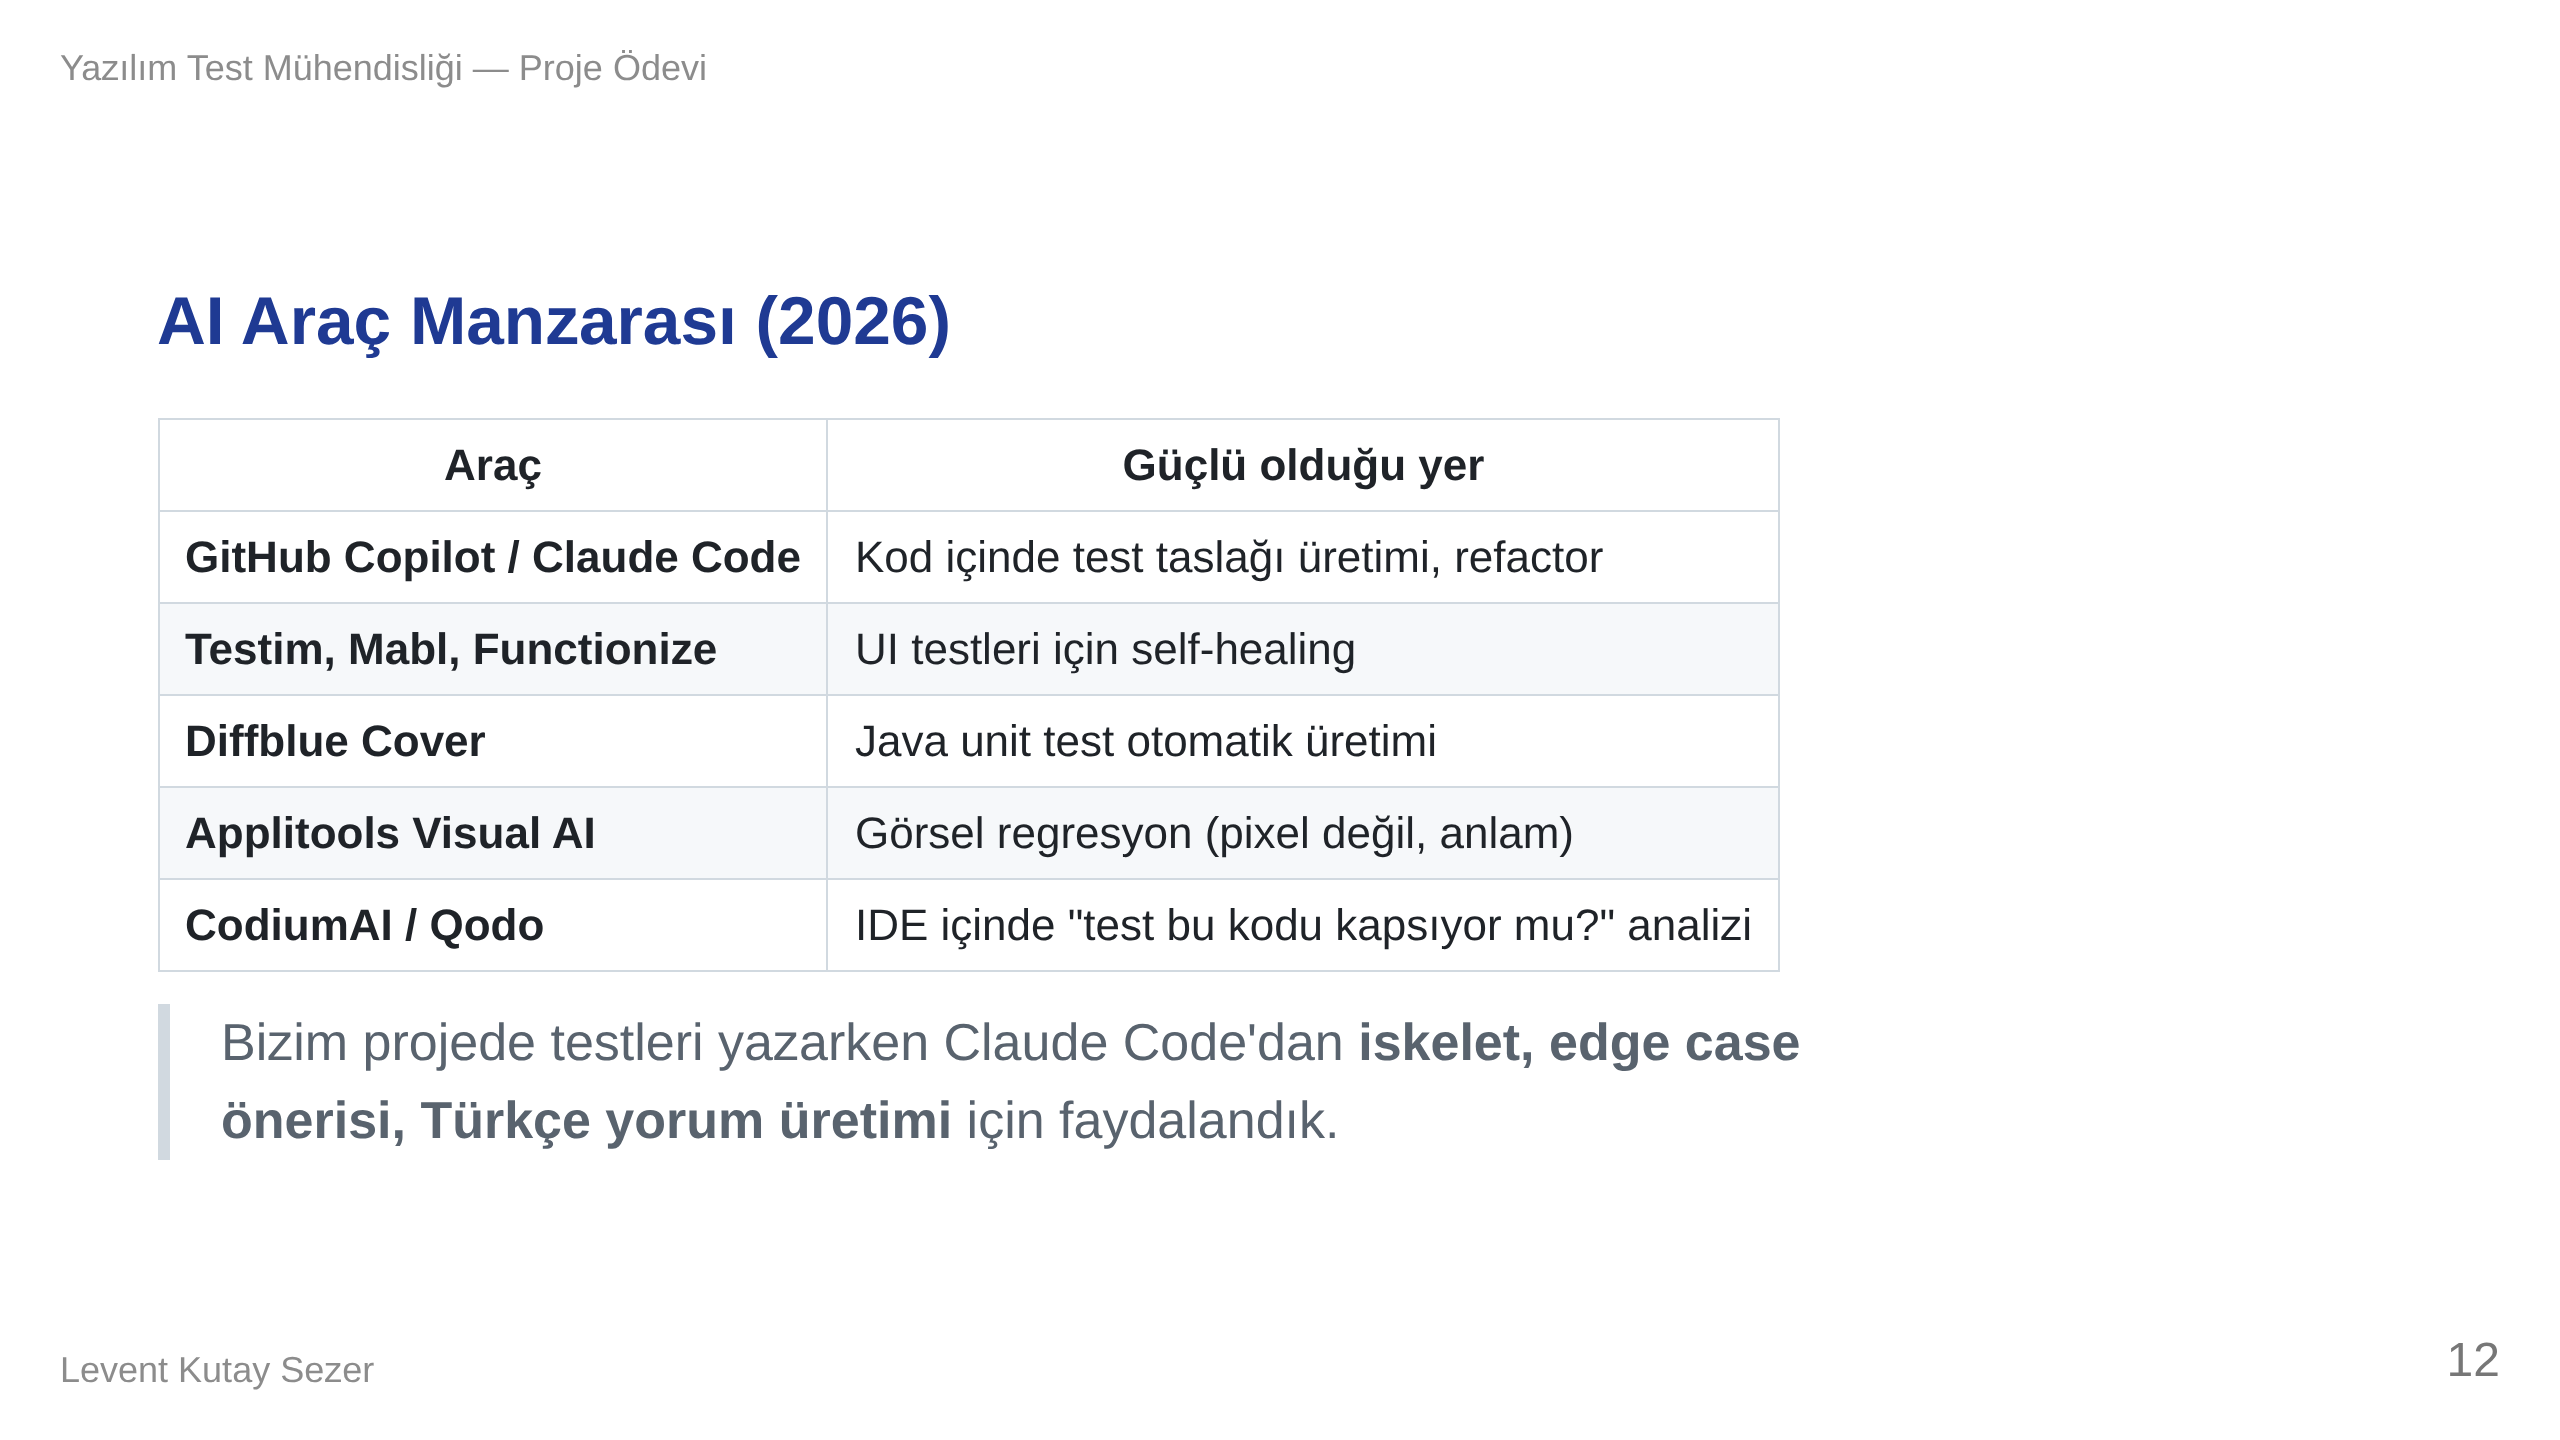 Yazılım Test Mühendisliği — Proje Ödevi
AI Araç Manzarası (2026)
Araç Güçlü olduğu yer
GitHub Copilot / Claude Code Kod içinde test taslağı üretimi, refactor
Testim, Mabl, Functionize UI testleri için self-healing
Diffblue Cover Java unit test otomatik üretimi
Applitools Visual AI Görsel regresyon (pixel değil, anlam)
CodiumAI / Qodo IDE içinde "test bu kodu kapsıyor mu?" analizi
Bizim projede testleri yazarken Claude Code'dan iskelet, edge case
önerisi, Türkçe yorum üretimi için faydalandık.
Levent Kutay Sezer
12